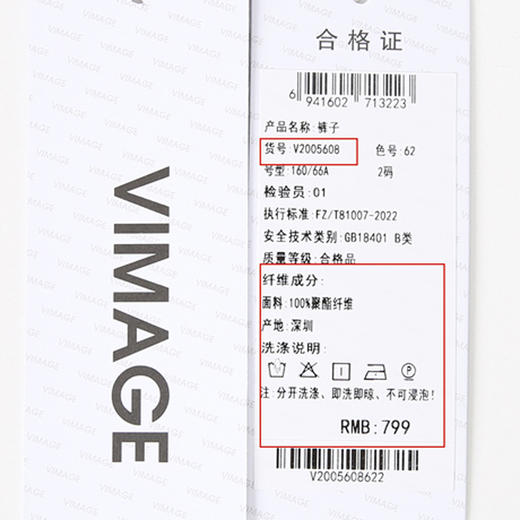 VIMAGE
合格证
6 941602 713223
产品名称:裤子
货号:V2005608 色号:62
号型:160/66A 2码
检验员:01
执行标准:FZ/T81007-2022
安全技术类别:GB18401 B类
质量等级:合格品
纤维成分:
面料:100%聚酯纤维
产地:深圳
洗涤说明:
注:分开洗涤、即洗即晾、不可浸泡!
RMB:799
V2005608622